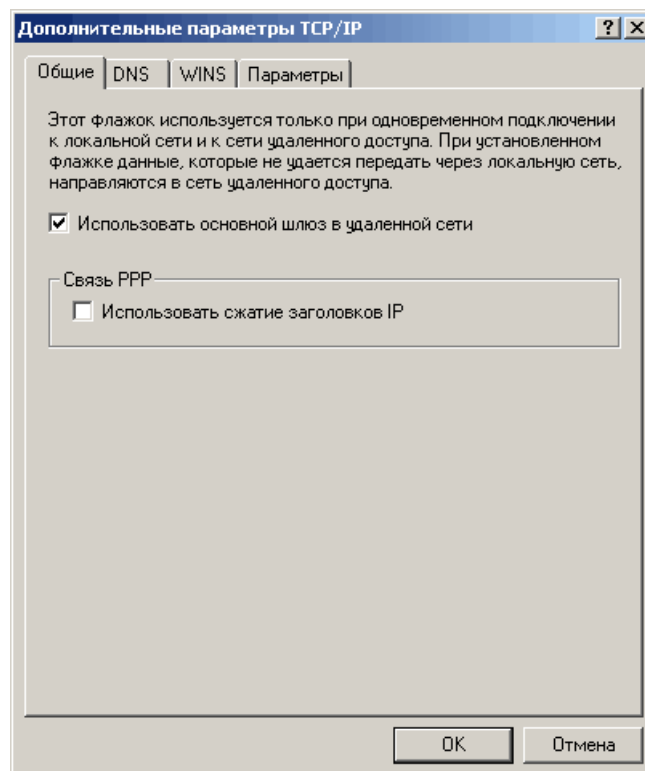 Дополнительные параметры TCP/IP
Общие DNS WINS Параметры
Этот флажок используется только при одновременном подключении
к локальной сети и к сети удаленного доступа. При установленном
флажке данные, которые не удается передать через локальную сеть,
направляются в сеть удаленного доступа.
Использовать основной шлюз в удаленной сети
Связь PPP
Использовать сжатие заголовков IP
OK Отмена